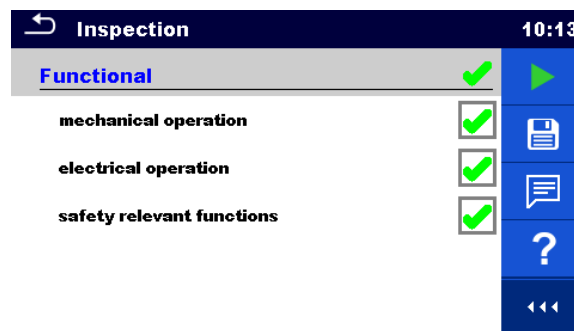 Inspection
10:13
Functional
mechanical operation
electrical operation
safety relevant functions
?